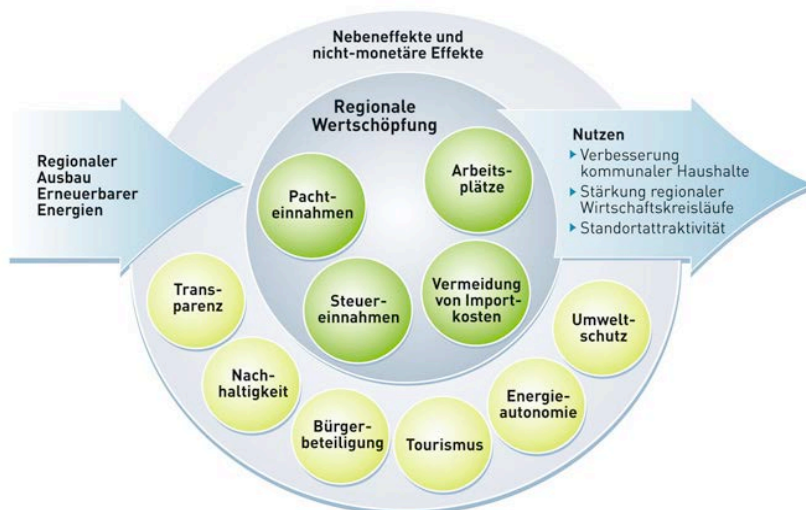 Nebeneffekte und
nicht-monetäre Effekte
Regionaler
Ausbau
Erneuerbarer
Energien
Regionale
Wertschöpfung
Pacht-
einnahmen
Arbeits-
plätze
Steuer-
einnahmen
Vermeidung
von Import-
kosten
Nutzen
Verbesserung
kommunaler Haushalte
Stärkung regionaler
Wirtschaftskreisläufe
Standortattraktivität
Trans-
parenz
Nach-
haltigkeit
Bürger-
beteiligung
Tourismus
Energie-
autonomie
Umwelt-
schutz